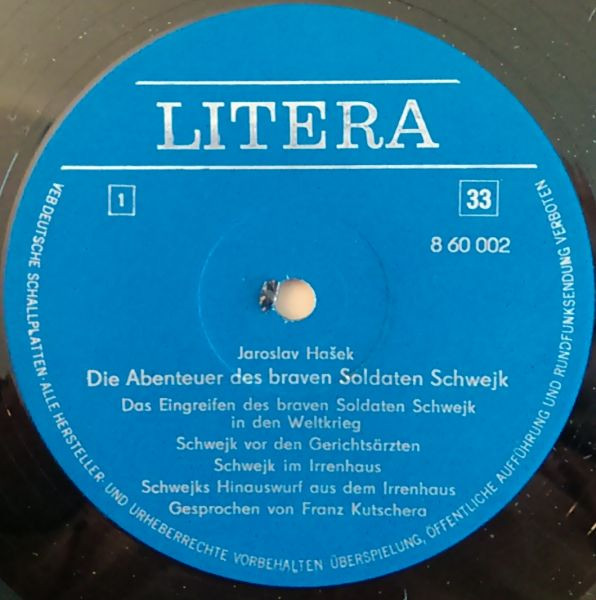 LITERA
1
33
8 60 002
Jaroslav Hašek
Die Abenteuer des braven Soldaten Schwejk
Das Eingreifen des braven Soldaten Schwejk
in den Weltkrieg
Schwejk vor den Gerichtsärzten
Schwejk im Irrenhaus
Schwejks Hinauswurf aus dem Irrenhaus
Gesprochen von Franz Kutschera
VEB DEUTSCHE SCHALLPLATTEN. ALLE HERSTELLER- UND URHEBERRECHTE VORBEHALTEN ÜBERSPIELUNG, ÖFFENTLICHE AUFFÜHRUNG UND RUNDFUNKSENDUNG VERBOTEN